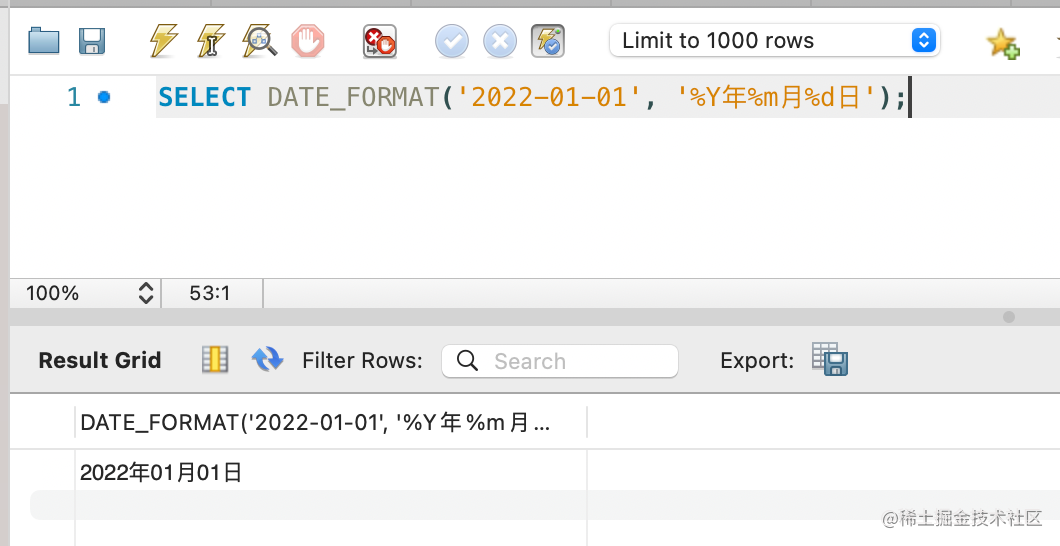 Limit to 1000 rows
1 SELECT DATE_FORMAT('2022-01-01', '%Y年%m月%d日');
100% 53:1
Result Grid Filter Rows: Search Export:
DATE_FORMAT('2022-01-01', '%Y年%m月...
2022年01月01日
@稀土掘金技术社区